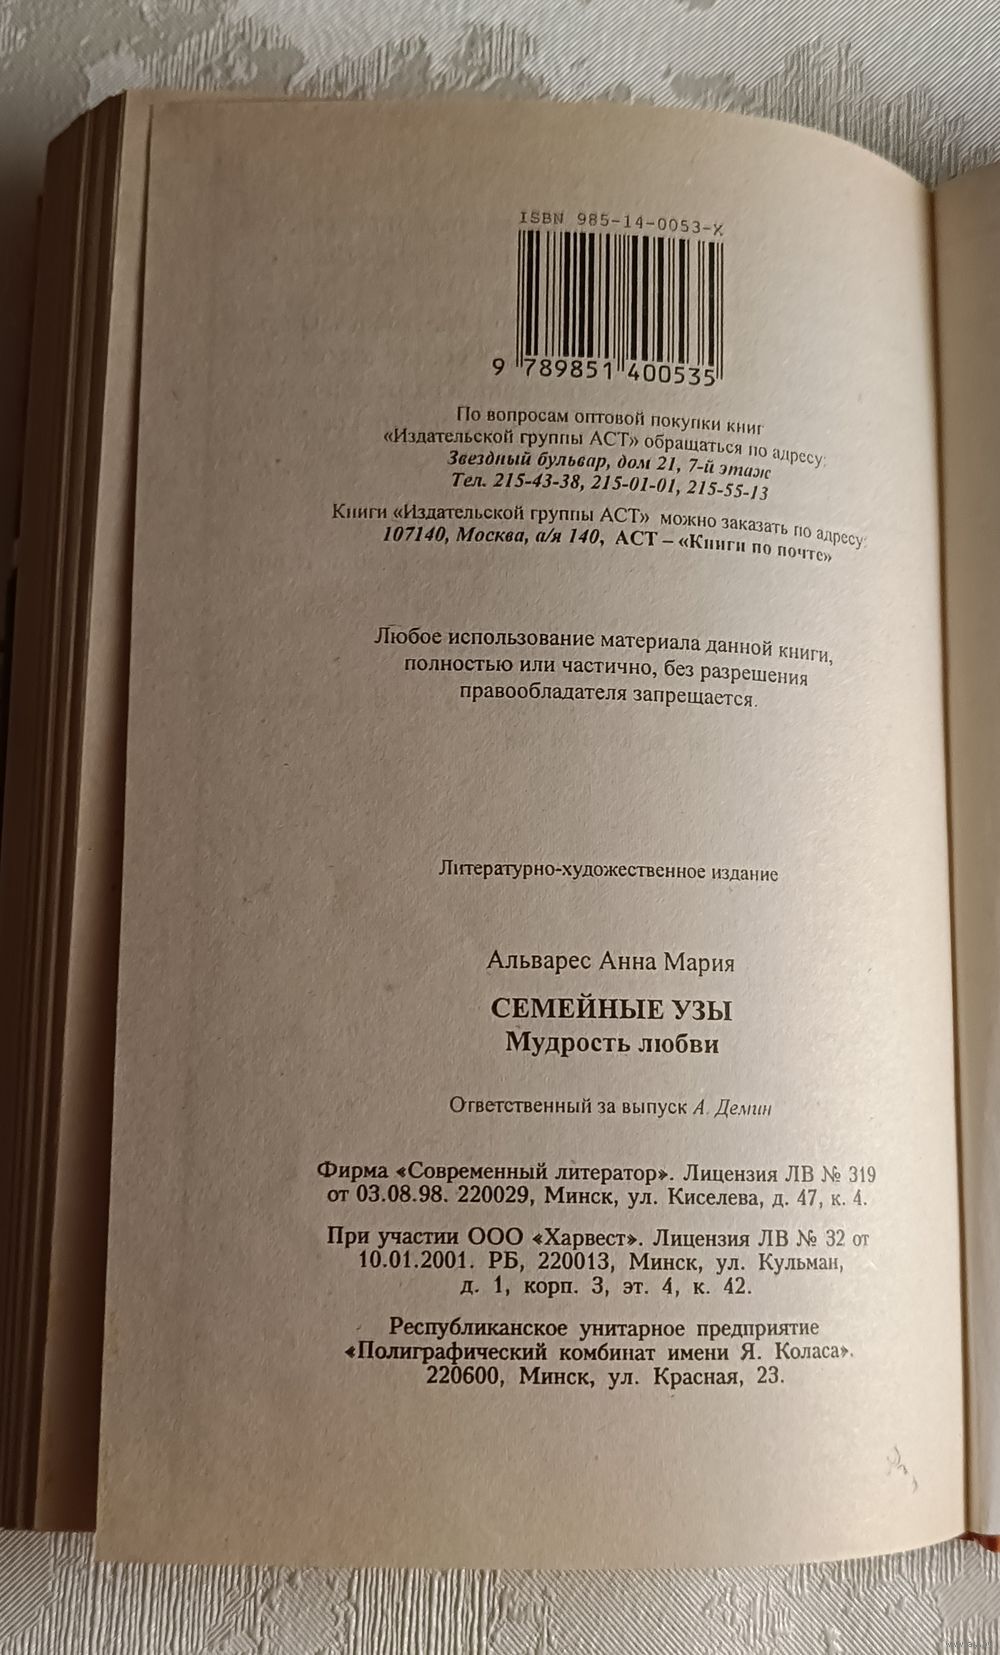 ISBN 985-14-0053-X
9 789851 400535
По вопросам оптовой покупки книг
«Издательской группы АСТ» обращаться по адресу:
Звездный бульвар, дом 21, 7-й этаж
Тел. 215-43-38, 215-01-01, 215-55-13
Книги «Издательской группы АСТ» можно заказать по адресу:
107140, Москва, а/я 140, АСТ – «Книги по почте»
Любое использование материала данной книги,
полностью или частично, без разрешения
правообладателя запрещается.
Литературно-художественное издание
Альварес Анна Мария
СЕМЕЙНЫЕ УЗЫ
Мудрость любви
Ответственный за выпуск А. Демин
Фирма «Современный литератор». Лицензия ЛВ № 319
от 03.08.98. 220029, Минск, ул. Киселева, д. 47, к. 4.
При участии ООО «Харвест». Лицензия ЛВ № 32 от
10.01.2001. РБ, 220013, Минск, ул. Кульман,
д. 1, корп. 3, эт. 4, к. 42.
Республиканское унитарное предприятие
«Полиграфический комбинат имени Я. Коласа».
220600, Минск, ул. Красная, 23.